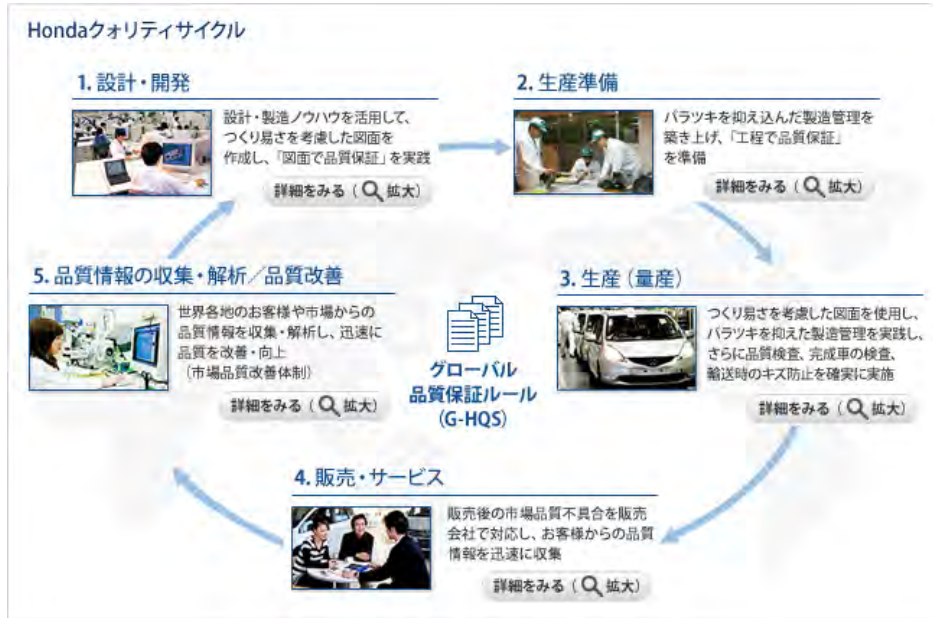 Hondaクォリティサイクル
1. 設計・開発
設計・製造ノウハウを活用して、
つくり易さを考慮した図面を
作成し、「図面で品質保証」を実践
詳細をみる(拡大)
2. 生産準備
バラツキを抑え込んだ製造管理を
築き上げ、「工程で品質保証」
を準備
詳細をみる(拡大)
3. 生産(量産)
つくり易さを考慮した図面を使用し、
バラツキを抑えた製造管理を実践し、
さらに品質検査、完成車の検査、
輸送時のキズ防止を確実に実施
詳細をみる(拡大)
4. 販売・サービス
販売後の市場品質不具合を販売
会社で対応し、お客様からの品質
情報を迅速に収集
詳細をみる(拡大)
5. 品質情報の収集・解析/品質改善
世界各地のお客様や市場からの
品質情報を収集・解析し、迅速に
品質を改善・向上
(市場品質改善体制)
詳細をみる(拡大)
グローバル
品質保証ルール
(G-HQS)